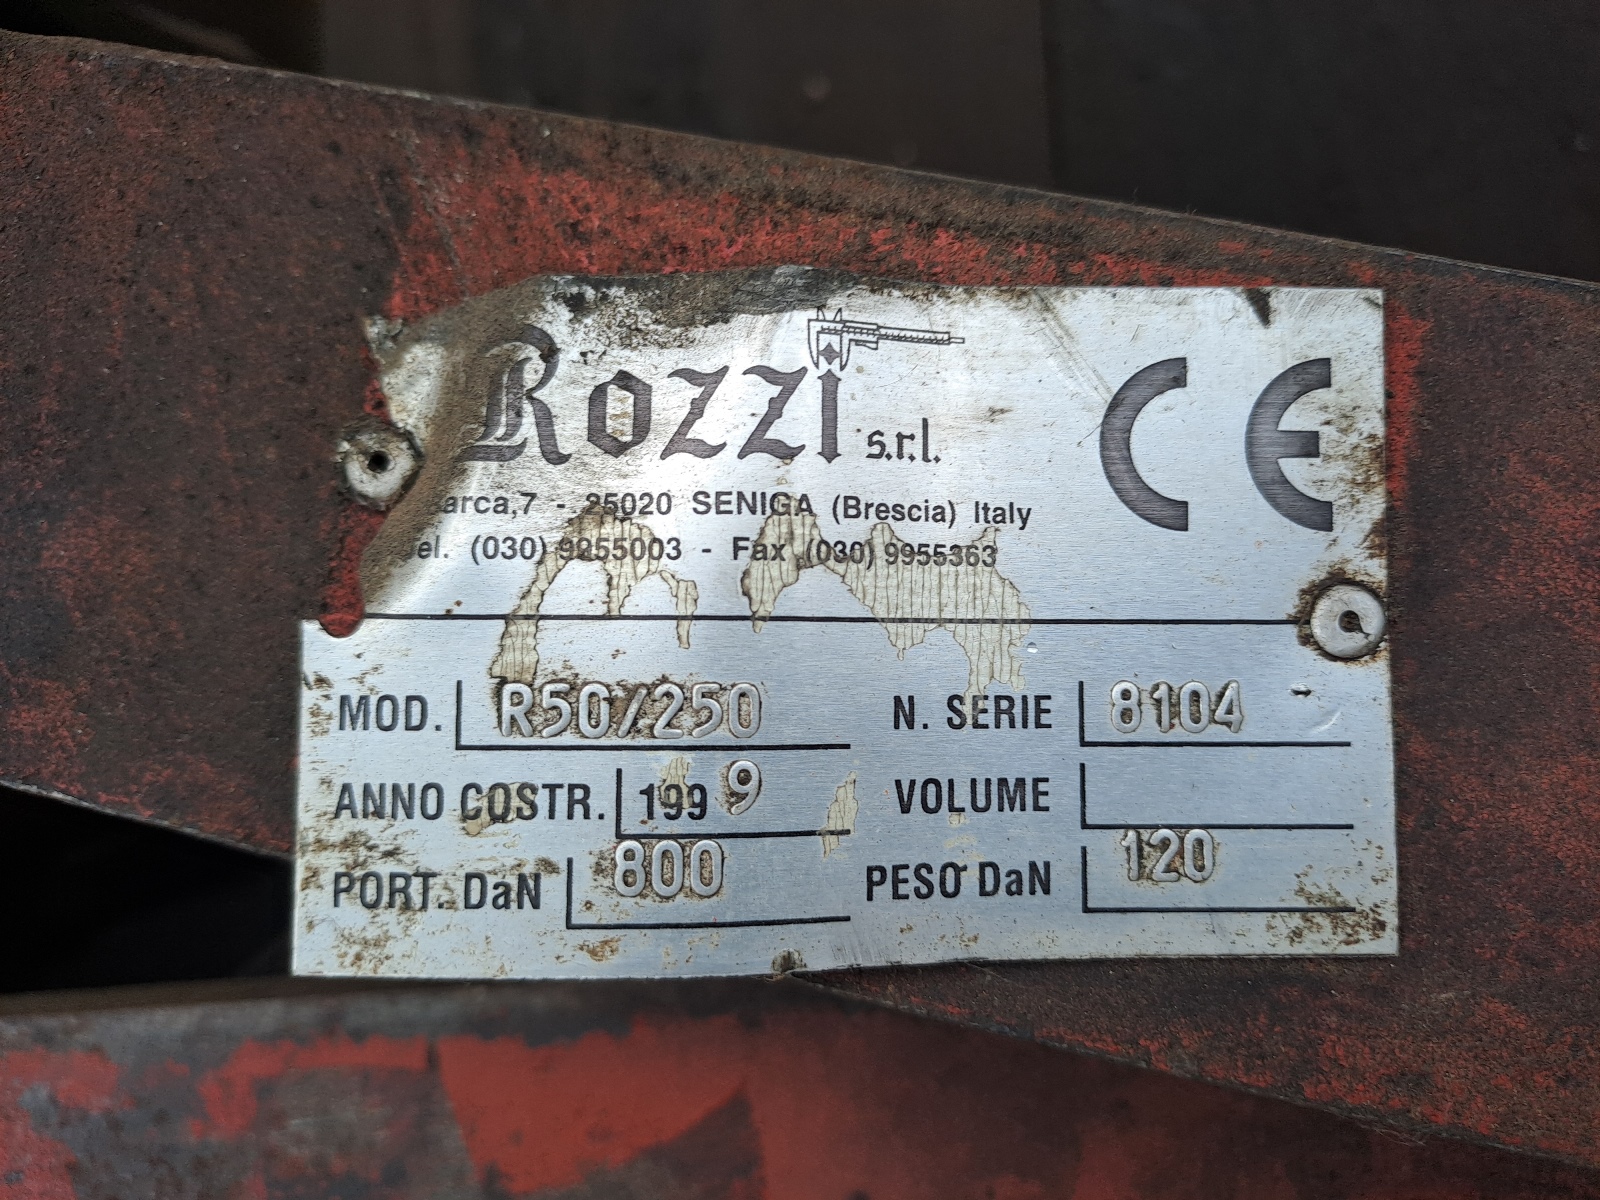 Rozzi s.r.l.
CE
arca,7 - 25020 SENIGA (Brescia) Italy
Tel. (030) 9955003 - Fax (030) 9955363
MOD. R50/250 N. SERIE 8104
ANNO COSTR. 1999 VOLUME
PORT. DaN 800 PESO DaN 120